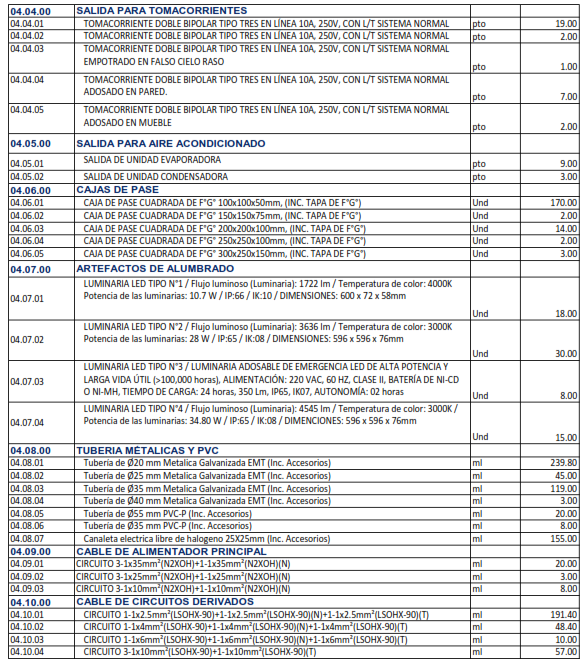 04.04.00 SALIDA PARA TOMACORRIENTES
04.04.01 TOMACORRIENTE DOBLE BIPOLAR TIPO TRES EN LÍNEA 10A, 250V, CON L/T SISTEMA NORMAL pto 19.00
04.04.02 TOMACORRIENTE DOBLE BIPOLAR TIPO TRES EN LÍNEA 10A, 250V, CON L/T SISTEMA NORMAL pto 2.00
04.04.03 TOMACORRIENTE DOBLE BIPOLAR TIPO TRES EN LÍNEA 10A, 250V, CON L/T SISTEMA NORMAL
EMPOTRADO EN FALSO CIELO RASO pto 1.00
04.04.04 TOMACORRIENTE DOBLE BIPOLAR TIPO TRES EN LÍNEA 10A, 250V, CON L/T SISTEMA NORMAL
ADOSADO EN PARED. pto 7.00
04.04.05 TOMACORRIENTE DOBLE BIPOLAR TIPO TRES EN LÍNEA 10A, 250V, CON L/T SISTEMA NORMAL
ADOSADO EN MUEBLE pto 2.00
04.05.00 SALIDA PARA AIRE ACONDICIONADO
04.05.01 SALIDA DE UNIDAD EVAPORADORA pto 9.00
04.05.02 SALIDA DE UNIDAD CONDENSADORA pto 3.00
04.06.00 CAJAS DE PASE
04.06.01 CAJA DE PASE CUADRADA DE F°G° 100x100x50mm, (INC. TAPA DE F°G°) Und 170.00
04.06.02 CAJA DE PASE CUADRADA DE F°G° 150x150x75mm, (INC. TAPA DE F°G°) Und 2.00
04.06.03 CAJA DE PASE CUADRADA DE F°G° 200x200x100mm, (INC. TAPA DE F°G°) Und 14.00
04.06.04 CAJA DE PASE CUADRADA DE F°G° 250x250x100mm, (INC. TAPA DE F°G°) Und 2.00
04.06.05 CAJA DE PASE CUADRADA DE F°G° 300x250x150mm, (INC. TAPA DE F°G°) Und 3.00
04.07.00 ARTEFACTOS DE ALUMBRADO
04.07.01 LUMINARIA LED TIPO N°1 / Flujo luminoso (Luminaria): 1722 lm / Temperatura de color: 4000K
Potencia de las luminarias: 10.7 W / IP:66 / IK:10 / DIMENSIONES: 600 x 72 x 58mm Und 18.00
04.07.02 LUMINARIA LED TIPO N°2 / Flujo luminoso (Luminaria): 3636 lm / Temperatura de color: 3000K
Potencia de las luminarias: 28 W / IP:65 / IK:08 / DIMENSIONES: 596 x 596 x 76mm Und 30.00
04.07.03 LUMINARIA LED TIPO N°3 / LUMINARIA ADOSABLE DE EMERGENCIA LED DE ALTA POTENCIA Y
LARGA VIDA ÚTIL (>100,000 horas), ALIMENTACIÓN: 220 VAC, 60 HZ, CLASE II, BATERÍA DE NI-CD
O NI-MH, TIEMPO DE CARGA: 24 horas, 350 Lm, IP65, IK07, AUTONOMÍA: 02 horas Und 8.00
04.07.04 LUMINARIA LED TIPO N°4 / Flujo luminoso (Luminaria): 4545 lm / Temperatura de color: 3000K /
Potencia de las luminarias: 34.80 W / IP:65 / IK:08 / DIMENCIONES: 596 x 596 x 76mm Und 15.00
04.08.00 TUBERIA MÉTALICAS Y PVC
04.08.01 Tubería de Ø20 mm Metalica Galvanizada EMT (Inc. Accesorios) ml 239.80
04.08.02 Tubería de Ø25 mm Metalica Galvanizada EMT (Inc. Accesorios) ml 45.00
04.08.03 Tubería de Ø35 mm Metalica Galvanizada EMT (Inc. Accesorios) ml 119.00
04.08.04 Tubería de Ø40 mm Metalica Galvanizada EMT (Inc. Accesorios) ml 3.00
04.08.05 Tubería de Ø55 mm PVC-P (Inc. Accesorios) ml 20.00
04.08.06 Tubería de Ø35 mm PVC-P (Inc. Accesorios) ml 8.00
04.08.07 Canaleta electrica libre de halogeno 25X25mm (Inc. Accesorios) ml 155.00
04.09.00 CABLE DE ALIMENTADOR PRINCIPAL
04.09.01 CIRCUITO 3-1x35mm²(N2XOH)+1-1x35mm²(N2XOH)(N) ml 20.00
04.09.02 CIRCUITO 3-1x25mm²(N2XOH)+1-1x25mm²(N2XOH)(N) ml 3.00
04.09.03 CIRCUITO 3-1x10mm²(N2XOH)+1-1x10mm²(N2XOH)(N) ml 8.00
04.10.00 CABLE DE CIRCUITOS DERIVADOS
04.10.01 CIRCUITO 1-1x2.5mm²(LSOHX-90)+1-1x2.5mm²(LSOHX-90)(N)+1-1x2.5mm²(LSOHX-90)(T) ml 191.40
04.10.02 CIRCUITO 1-1x4mm²(LSOHX-90)+1-1x4mm²(LSOHX-90)(N)+1-1x4mm²(LSOHX-90)(T) ml 48.40
04.10.03 CIRCUITO 1-1x6mm²(LSOHX-90)+1-1x6mm²(LSOHX-90)(N)+1-1x6mm²(LSOHX-90)(T) ml 10.00
04.10.04 CIRCUITO 3-1x10mm²(LSOHX-90)+1-1x10mm²(LSOHX-90)(T) ml 57.00